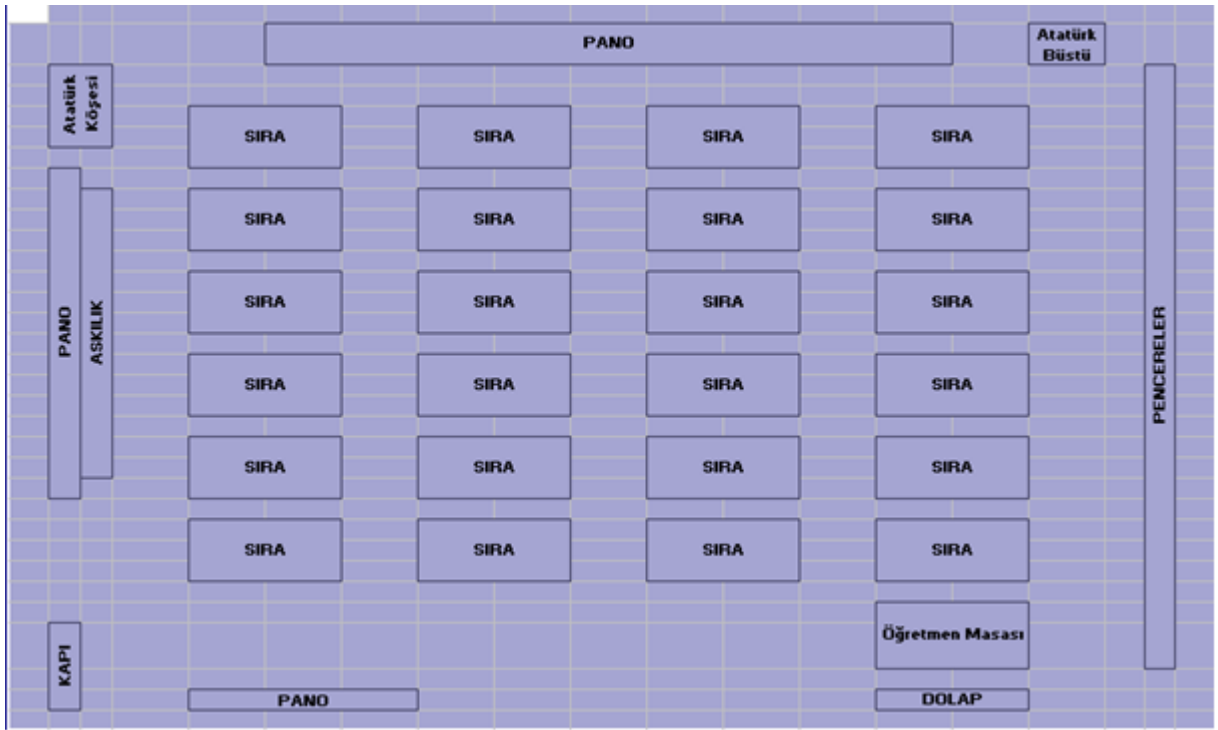 PANO
Atatürk
Büstü
Atatürk
Köşesi
SIRA SIRA SIRA SIRA
SIRA SIRA SIRA SIRA
PANO
ASKILIK
SIRA SIRA SIRA SIRA
PENCERELER
SIRA SIRA SIRA SIRA
SIRA SIRA SIRA SIRA
SIRA SIRA SIRA SIRA
Öğretmen Masası
KAPI
PANO
DOLAP